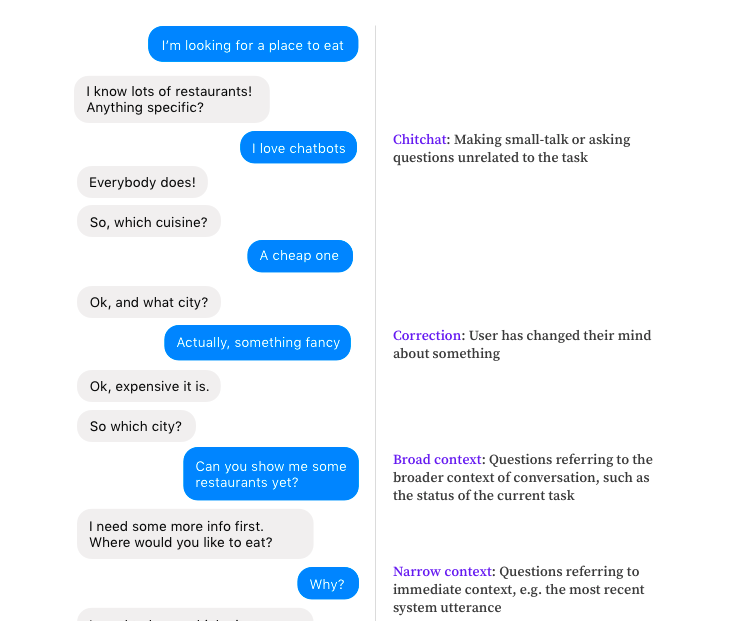 I’m looking for a place to eat
I know lots of restaurants!
Anything specific?
I love chatbots
Chitchat: Making small-talk or asking
questions unrelated to the task
Everybody does!
So, which cuisine?
A cheap one
Ok, and what city?
Actually, something fancy
Correction: User has changed their mind
about something
Ok, expensive it is.
So which city?
Can you show me some
restaurants yet?
Broad context: Questions referring to the
broader context of conversation, such as
the status of the current task
I need some more info first.
Where would you like to eat?
Why?
Narrow context: Questions referring to
immediate context, e.g. the most recent
system utterance